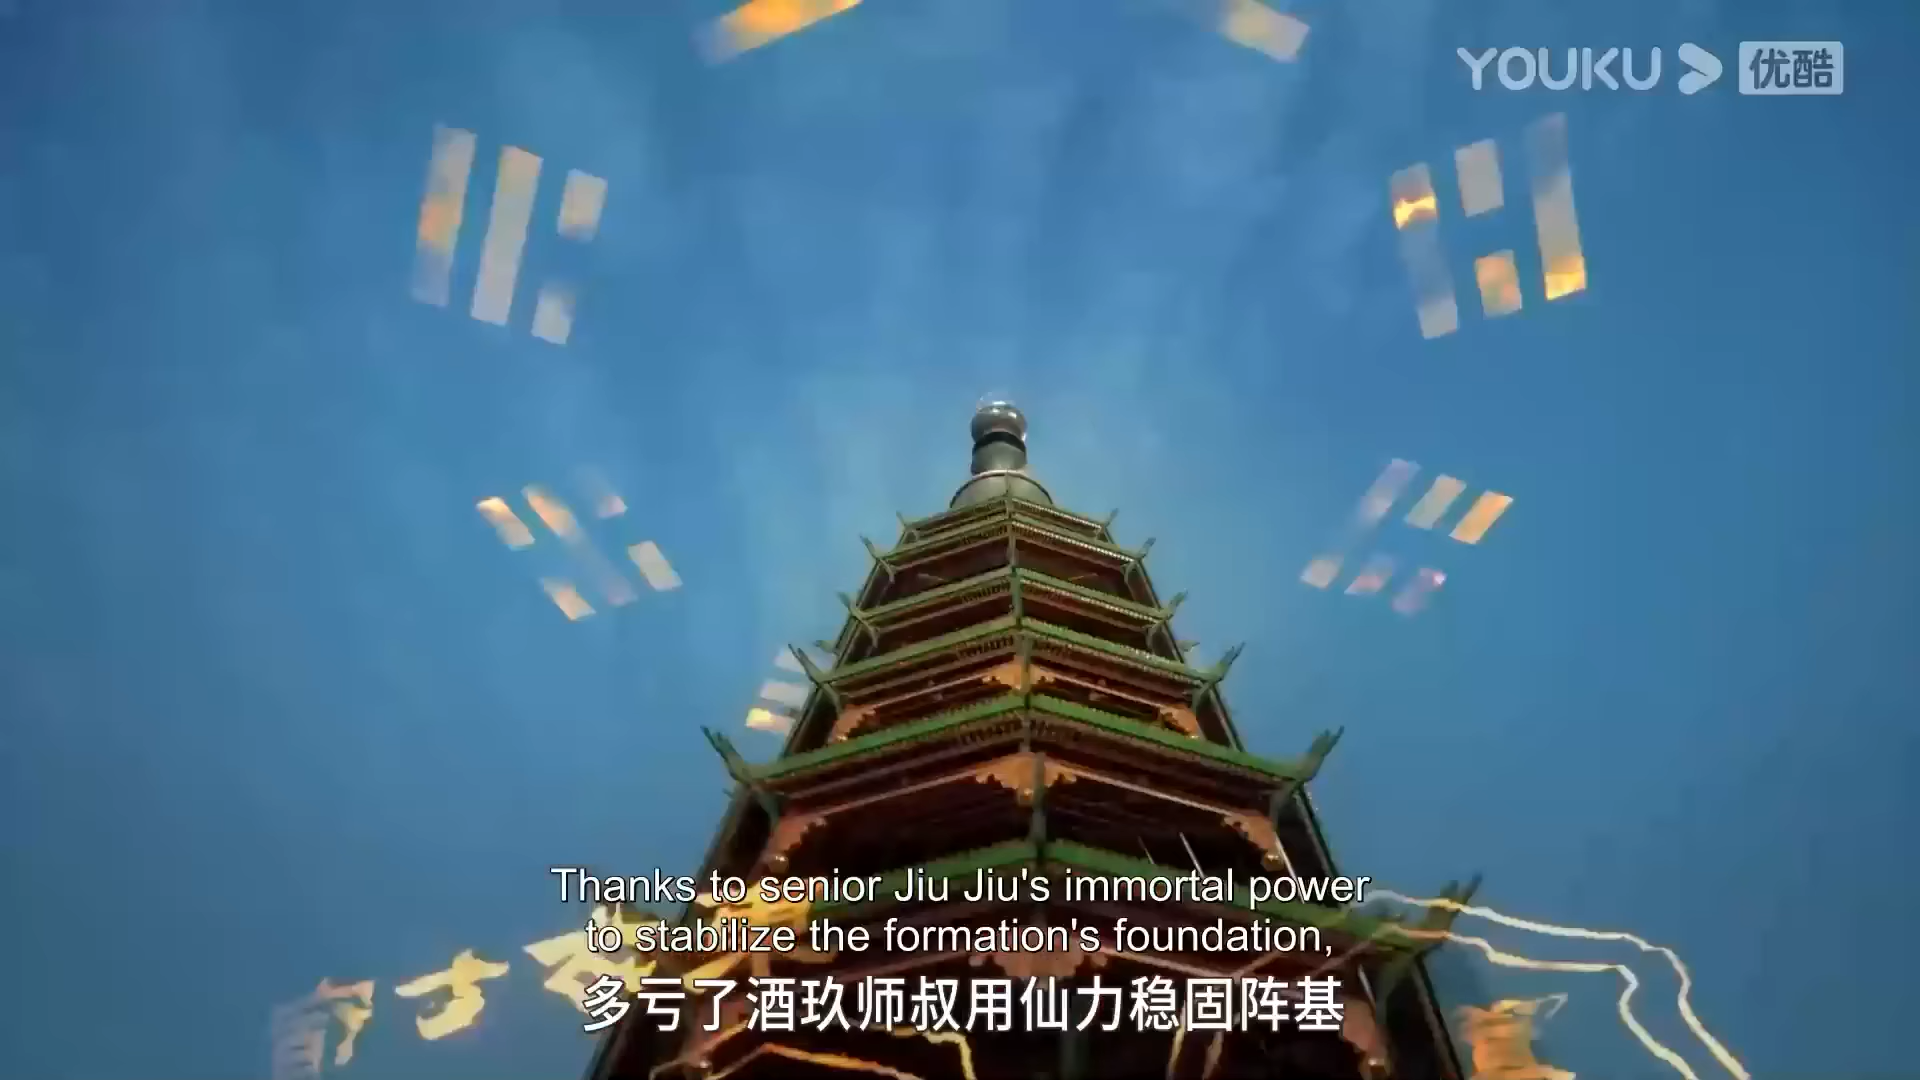 YOUKU 优酷
Thanks to senior Jiu Jiu's immortal power
to stabilize the formation's foundation,
多亏了酒玖师叔用仙力稳固阵基